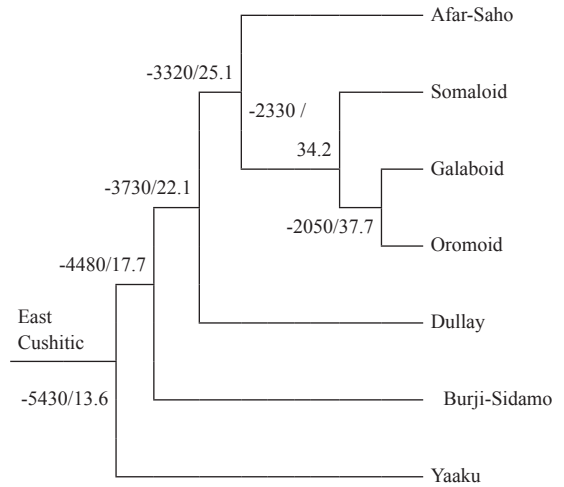 Afar-Saho
-3320/25.1
Somaloid
-2330 /
34.2
Galaboid
-3730/22.1
-2050/37.7
Oromoid
-4480/17.7
East
Cushitic
Dullay
-5430/13.6
Burji-Sidamo
Yaaku